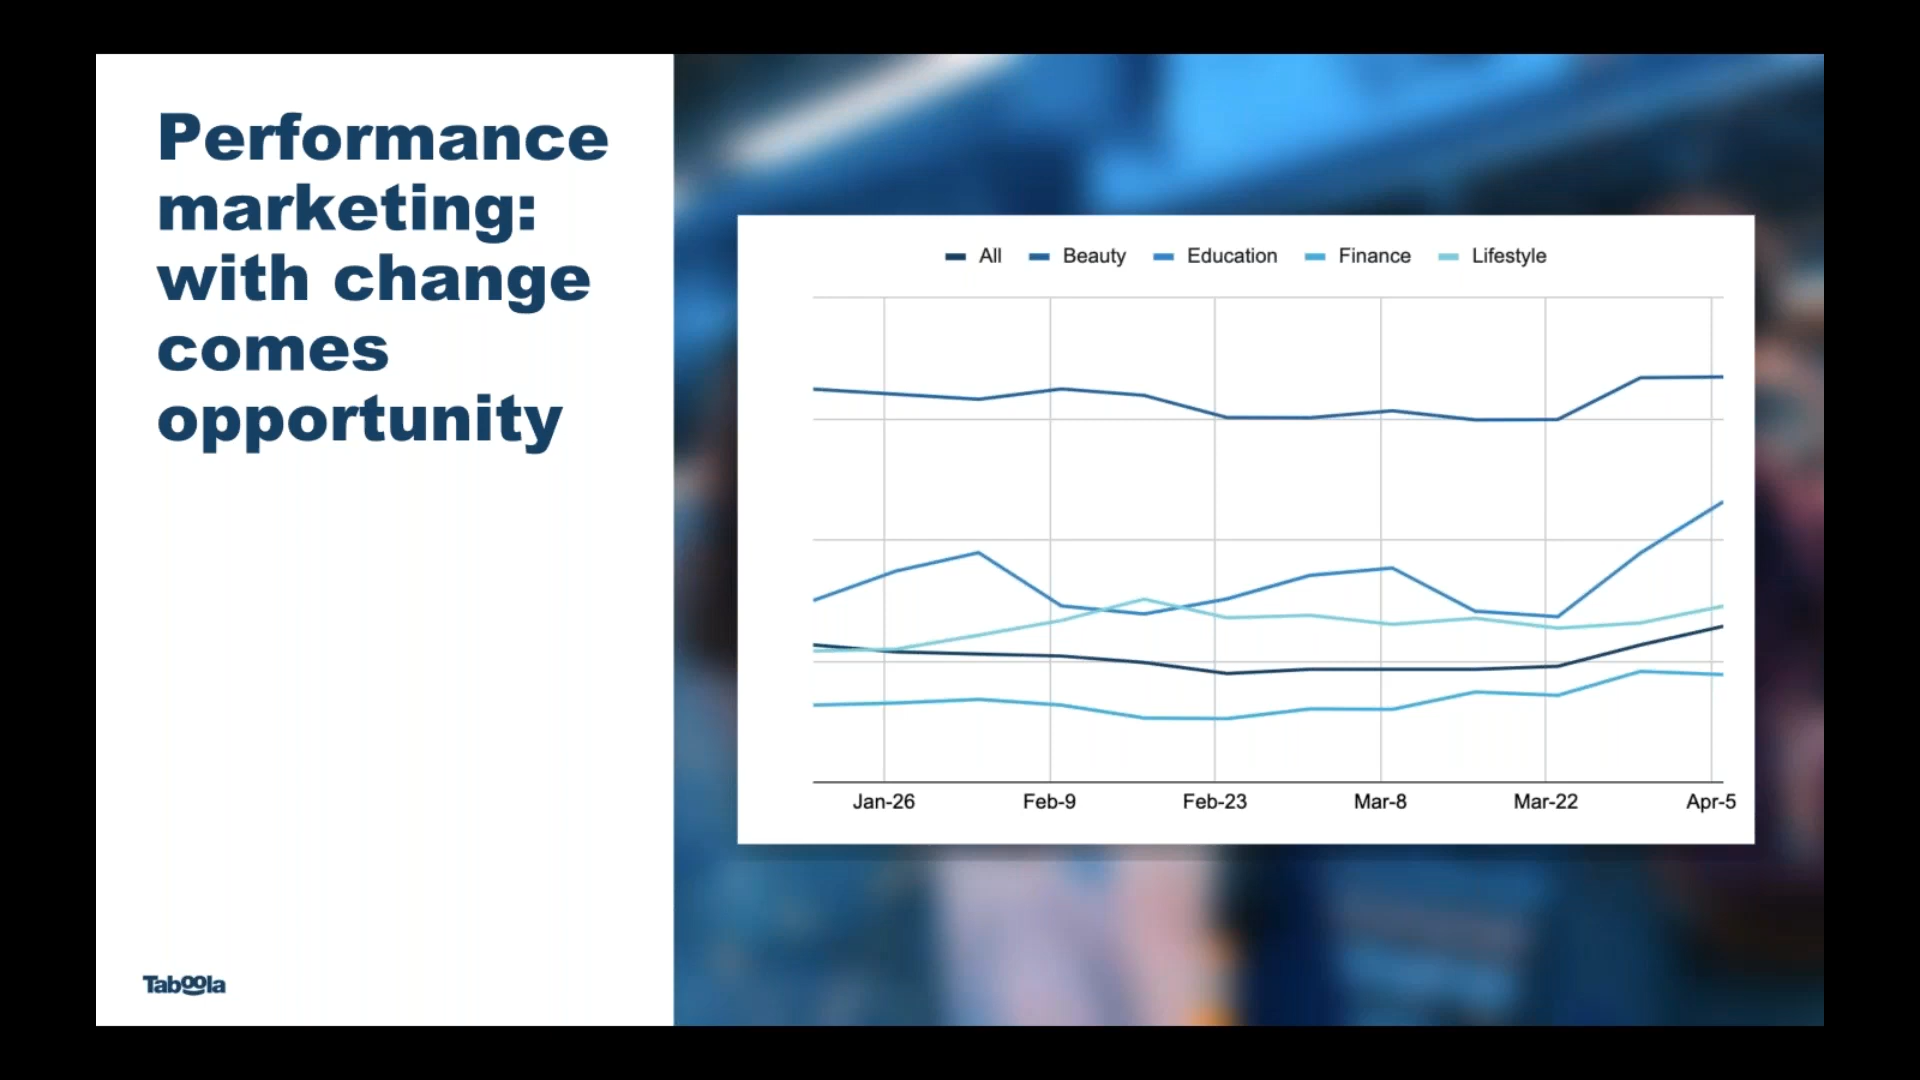 Performance
marketing:
with change
comes
opportunity
All Beauty Education Finance Lifestyle
Jan-26 Feb-9 Feb-23 Mar-8 Mar-22 Apr-5
Taboola